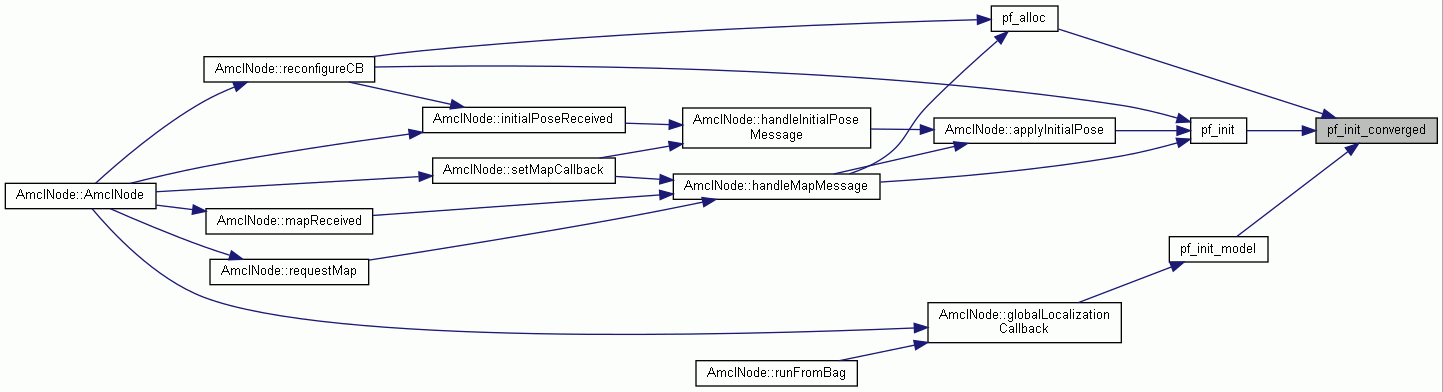 pf_alloc
AmclNode::reconfigureCB
AmclNode::initialPoseReceived
AmclNode::handleInitialPose
Message
AmclNode::applyInitialPose
pf_init
pf_init_converged
AmclNode::setMapCallback
AmclNode::handleMapMessage
AmclNode::AmclNode
AmclNode::mapReceived
pf_init_model
AmclNode::requestMap
AmclNode::globalLocalization
Callback
AmclNode::runFromBag